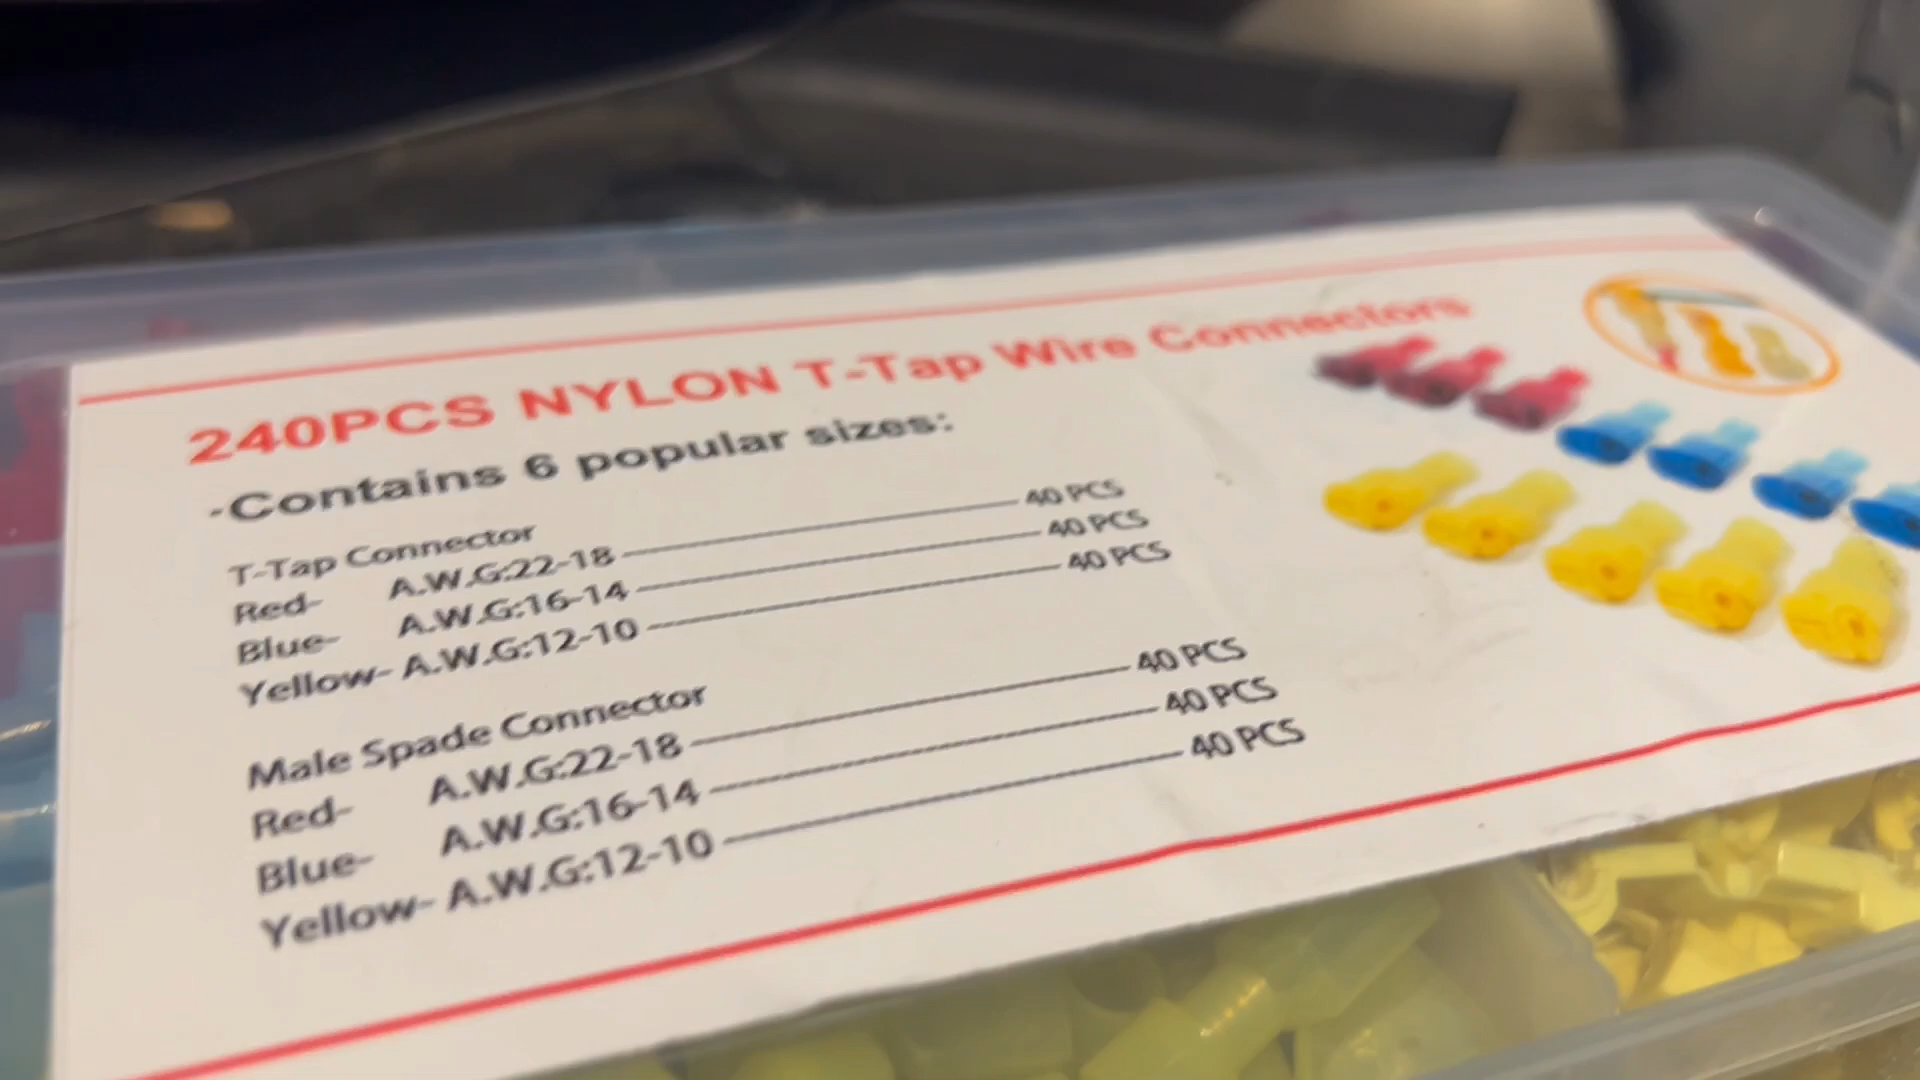 240PCS NYLON T-Tap Wire Connectors
-Contains 6 popular sizes:
T-Tap Connector
Red- A.W.G:22-18 40 PCS
Blue- A.W.G:16-14 40 PCS
Yellow- A.W.G:12-10 40 PCS
Male Spade Connector
Red- A.W.G:22-18 40 PCS
Blue- A.W.G:16-14 40 PCS
Yellow- A.W.G:12-10 40 PCS